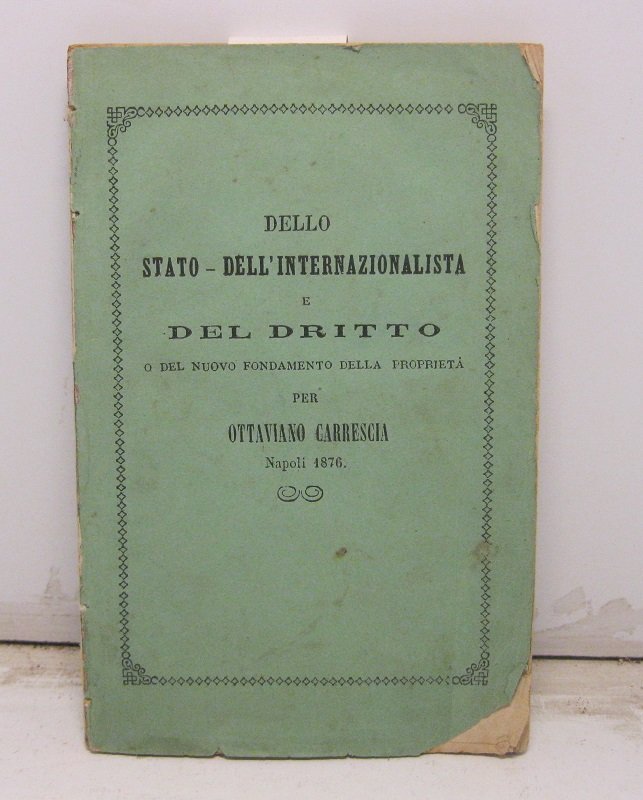 DELLO
STATO - DELL'INTERNAZIONALISTA
E
DEL DRITTO
O DEL NUOVO FONDAMENTO DELLA PROPRIETÀ
PER
OTTAVIANO CARRESCIA
Napoli 1876.